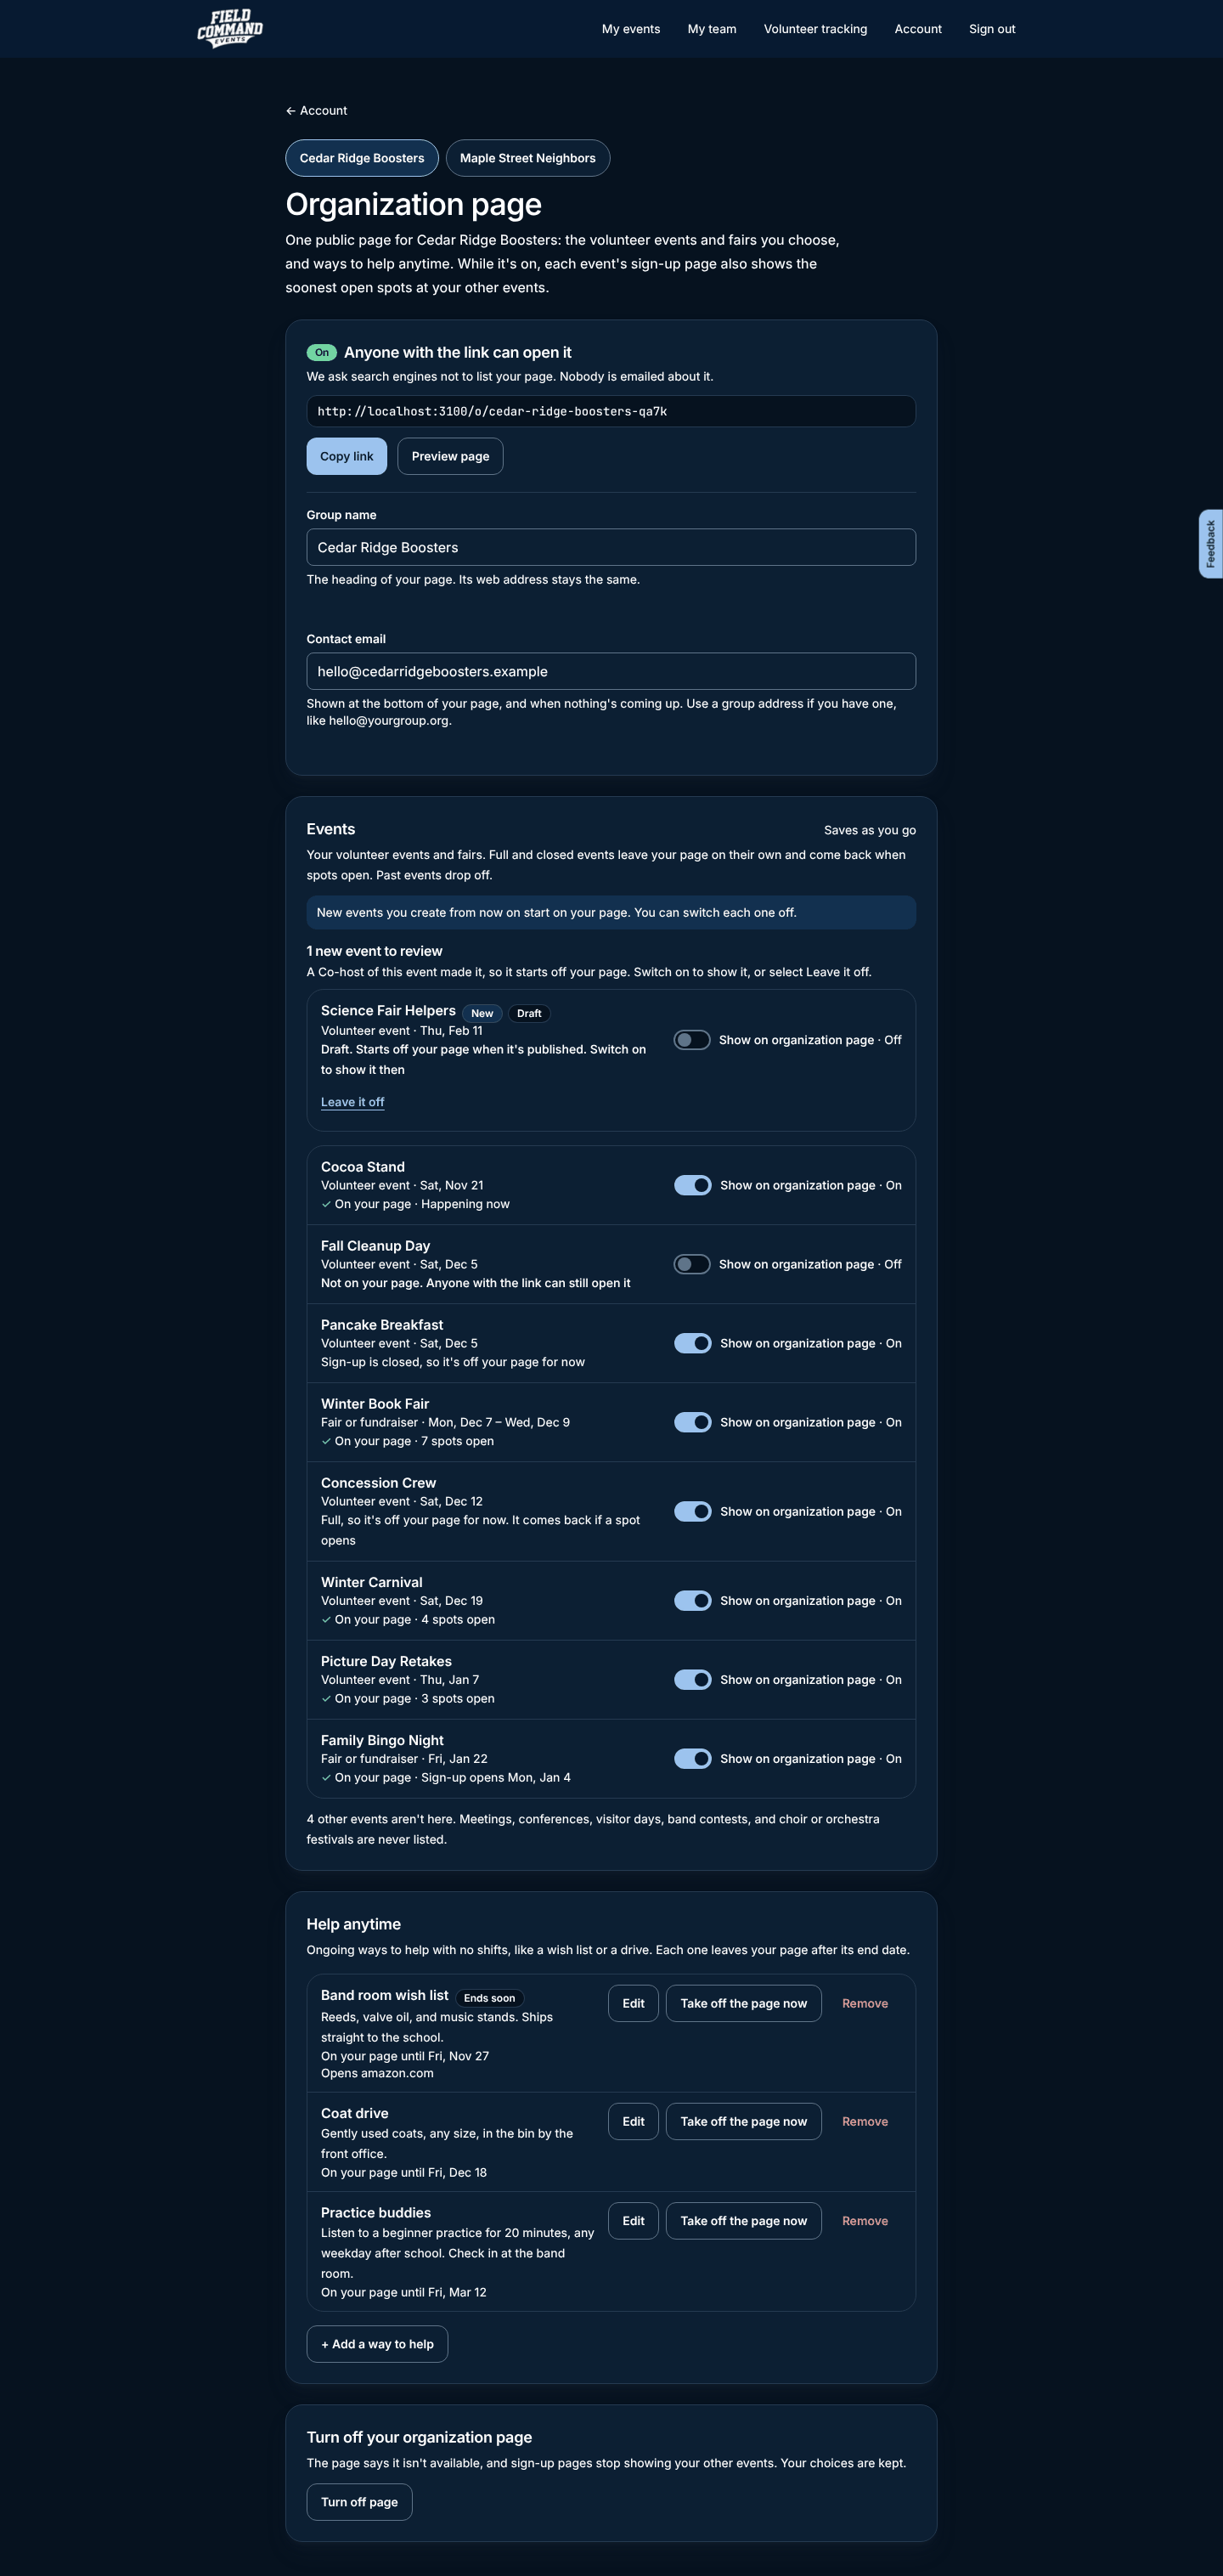 FIELD
COMMAND
EVENTS
My events
My team
Volunteer tracking
Account
Sign out
← Account
Cedar Ridge Boosters
Maple Street Neighbors
Organization page
One public page for Cedar Ridge Boosters: the volunteer events and fairs you choose,
and ways to help anytime. While it's on, each event's sign-up page also shows the
soonest open spots at your other events.
On Anyone with the link can open it
We ask search engines not to list your page. Nobody is emailed about it.
http://localhost:3100/o/cedar-ridge-boosters-qa7k
Copy link
Preview page
Feedback
Group name
Cedar Ridge Boosters
The heading of your page. Its web address stays the same.
Contact email
hello@cedarridgeboosters.example
Shown at the bottom of your page, and when nothing's coming up. Use a group address if you have one,
like hello@yourgroup.org.
Events
Saves as you go
Your volunteer events and fairs. Full and closed events leave your page on their own and come back when
spots open. Past events drop off.
New events you create from now on start on your page. You can switch each one off.
1 new event to review
A Co-host of this event made it, so it starts off your page. Switch on to show it, or select Leave it off.
Science Fair Helpers New Draft
Volunteer event · Thu, Feb 11
Draft. Starts off your page when it's published. Switch on
to show it then
Show on organization page · Off
Leave it off
Cocoa Stand
Volunteer event · Sat, Nov 21
✓ On your page · Happening now
Show on organization page · On
Fall Cleanup Day
Volunteer event · Sat, Dec 5
Not on your page. Anyone with the link can still open it
Show on organization page · Off
Pancake Breakfast
Volunteer event · Sat, Dec 5
Sign-up is closed, so it's off your page for now
Show on organization page · On
Winter Book Fair
Fair or fundraiser · Mon, Dec 7 – Wed, Dec 9
✓ On your page · 7 spots open
Show on organization page · On
Concession Crew
Volunteer event · Sat, Dec 12
Full, so it's off your page for now. It comes back if a spot
opens
Show on organization page · On
Winter Carnival
Volunteer event · Sat, Dec 19
✓ On your page · 4 spots open
Show on organization page · On
Picture Day Retakes
Volunteer event · Thu, Jan 7
✓ On your page · 3 spots open
Show on organization page · On
Family Bingo Night
Fair or fundraiser · Fri, Jan 22
✓ On your page · Sign-up opens Mon, Jan 4
Show on organization page · On
4 other events aren't here. Meetings, conferences, visitor days, band contests, and choir or orchestra
festivals are never listed.
Help anytime
Ongoing ways to help with no shifts, like a wish list or a drive. Each one leaves your page after its end date.
Band room wish list Ends soon
Reeds, valve oil, and music stands. Ships
straight to the school.
On your page until Fri, Nov 27
Opens amazon.com
Edit
Take off the page now
Remove
Coat drive
Gently used coats, any size, in the bin by the
front office.
On your page until Fri, Dec 18
Edit
Take off the page now
Remove
Practice buddies
Listen to a beginner practice for 20 minutes, any
weekday after school. Check in at the band
room.
On your page until Fri, Mar 12
Edit
Take off the page now
Remove
+ Add a way to help
Turn off your organization page
The page says it isn't available, and sign-up pages stop showing your other events. Your choices are kept.
Turn off page